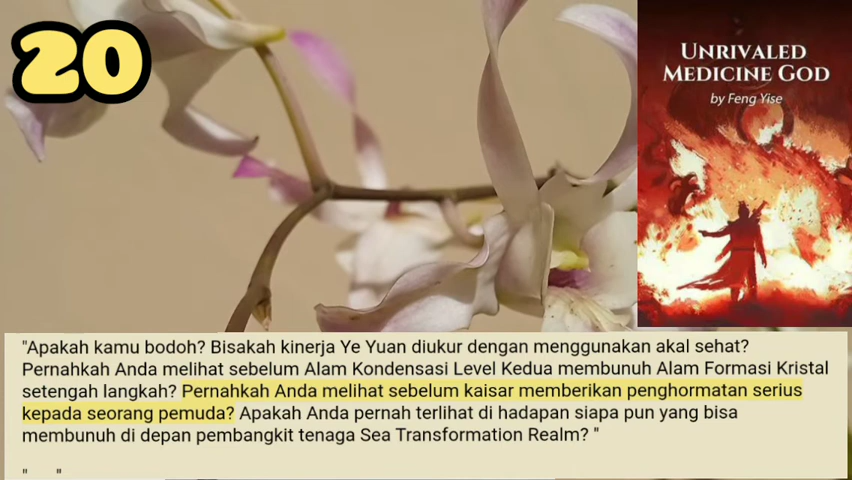 20
UNRIVALED
MEDICINE GOD
by Feng Yise
"Apakah kamu bodoh? Bisakah kinerja Ye Yuan diukur dengan menggunakan akal sehat?
Pernahkah Anda melihat sebelum Alam Kondensasi Level Kedua membunuh Alam Formasi Kristal
setengah langkah? Pernahkah Anda melihat sebelum kaisar memberikan penghormatan serius
kepada seorang pemuda? Apakah Anda pernah terlihat di hadapan siapa pun yang bisa
membunuh di depan pembangkit tenaga Sea Transformation Realm? "
" "